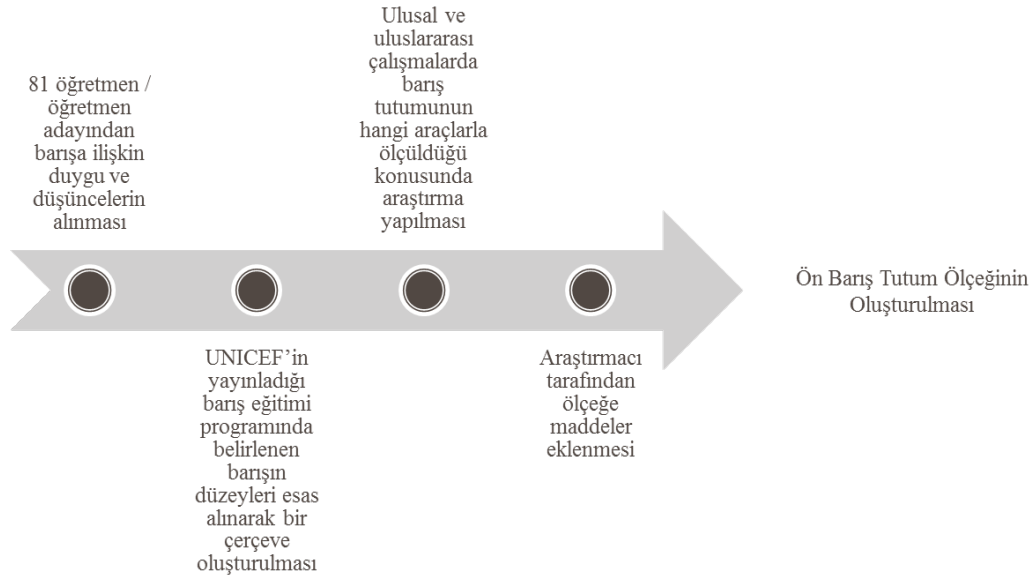 81 öğretmen /
öğretmen
adayından
barışa ilişkin
duygu ve
düşüncelerin
alınması
UNICEF’in
yayınladığı
barış eğitimi
programında
belirlenen
barışın
düzeyleri esas
alınarak bir
çerçeve
oluşturulması
Ulusal ve
uluslararası
çalışmalarda
barış
tutumunun
hangi araçlarla
ölçüldüğü
konusunda
araştırma
yapılması
Araştırmacı
tarafından
ölçeğe
maddeler
eklenmesi
Ön Barış Tutum Ölçeğinin
Oluşturulması